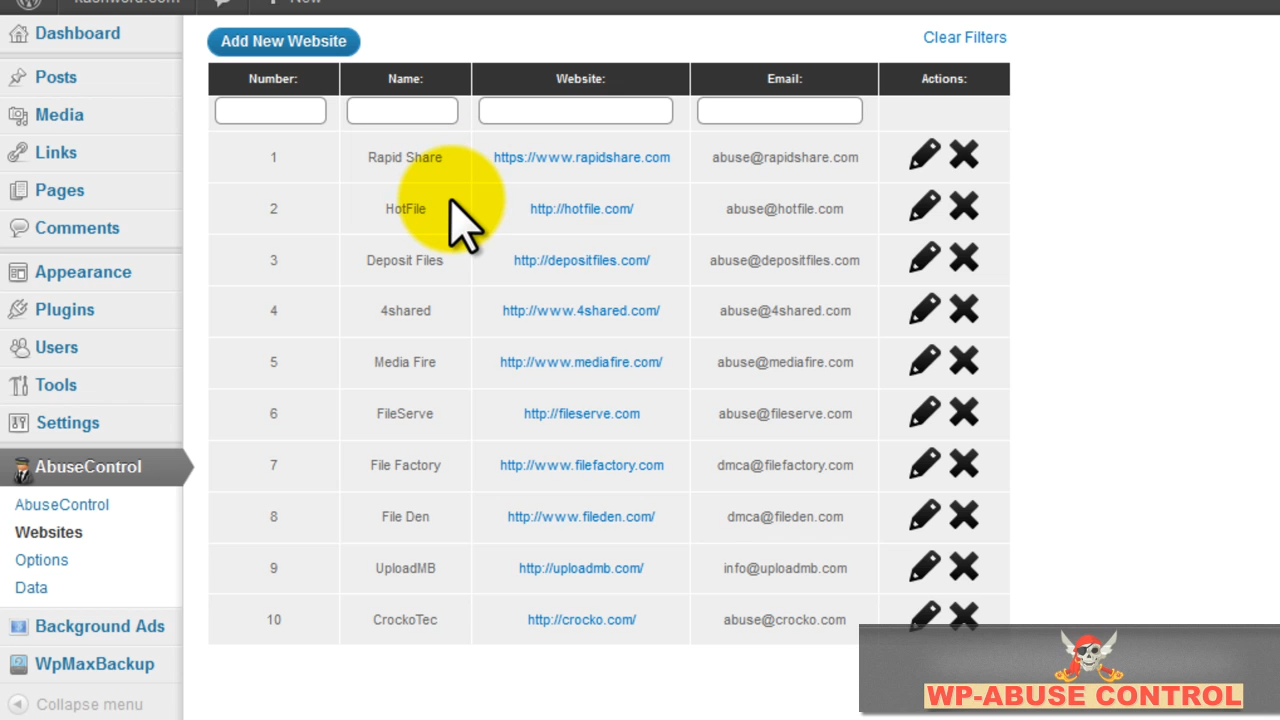 kashword.com New
Dashboard
Posts
Media
Links
Pages
Comments
Appearance
Plugins
Users
Tools
Settings
AbuseControl
AbuseControl
Websites
Options
Data
Background Ads
WpMaxBackup
Collapse menu
Add New Website
Clear Filters
Number: Name: Website: Email: Actions:
1 Rapid Share https://www.rapidshare.com abuse@rapidshare.com
2 HotFile http://hotfile.com/ abuse@hotfile.com
3 Deposit Files http://depositfiles.com/ abuse@depositfiles.com
4 4shared http://www.4shared.com/ abuse@4shared.com
5 Media Fire http://www.mediafire.com/ abuse@mediafire.com
6 FileServe http://fileserve.com abuse@fileserve.com
7 File Factory http://www.filefactory.com dmca@filefactory.com
8 File Den http://www.fileden.com/ dmca@fileden.com
9 UploadMB http://uploadmb.com/ info@uploadmb.com
10 CrockoTec http://crocko.com/ abuse@crocko.com
WP-ABUSE CONTROL